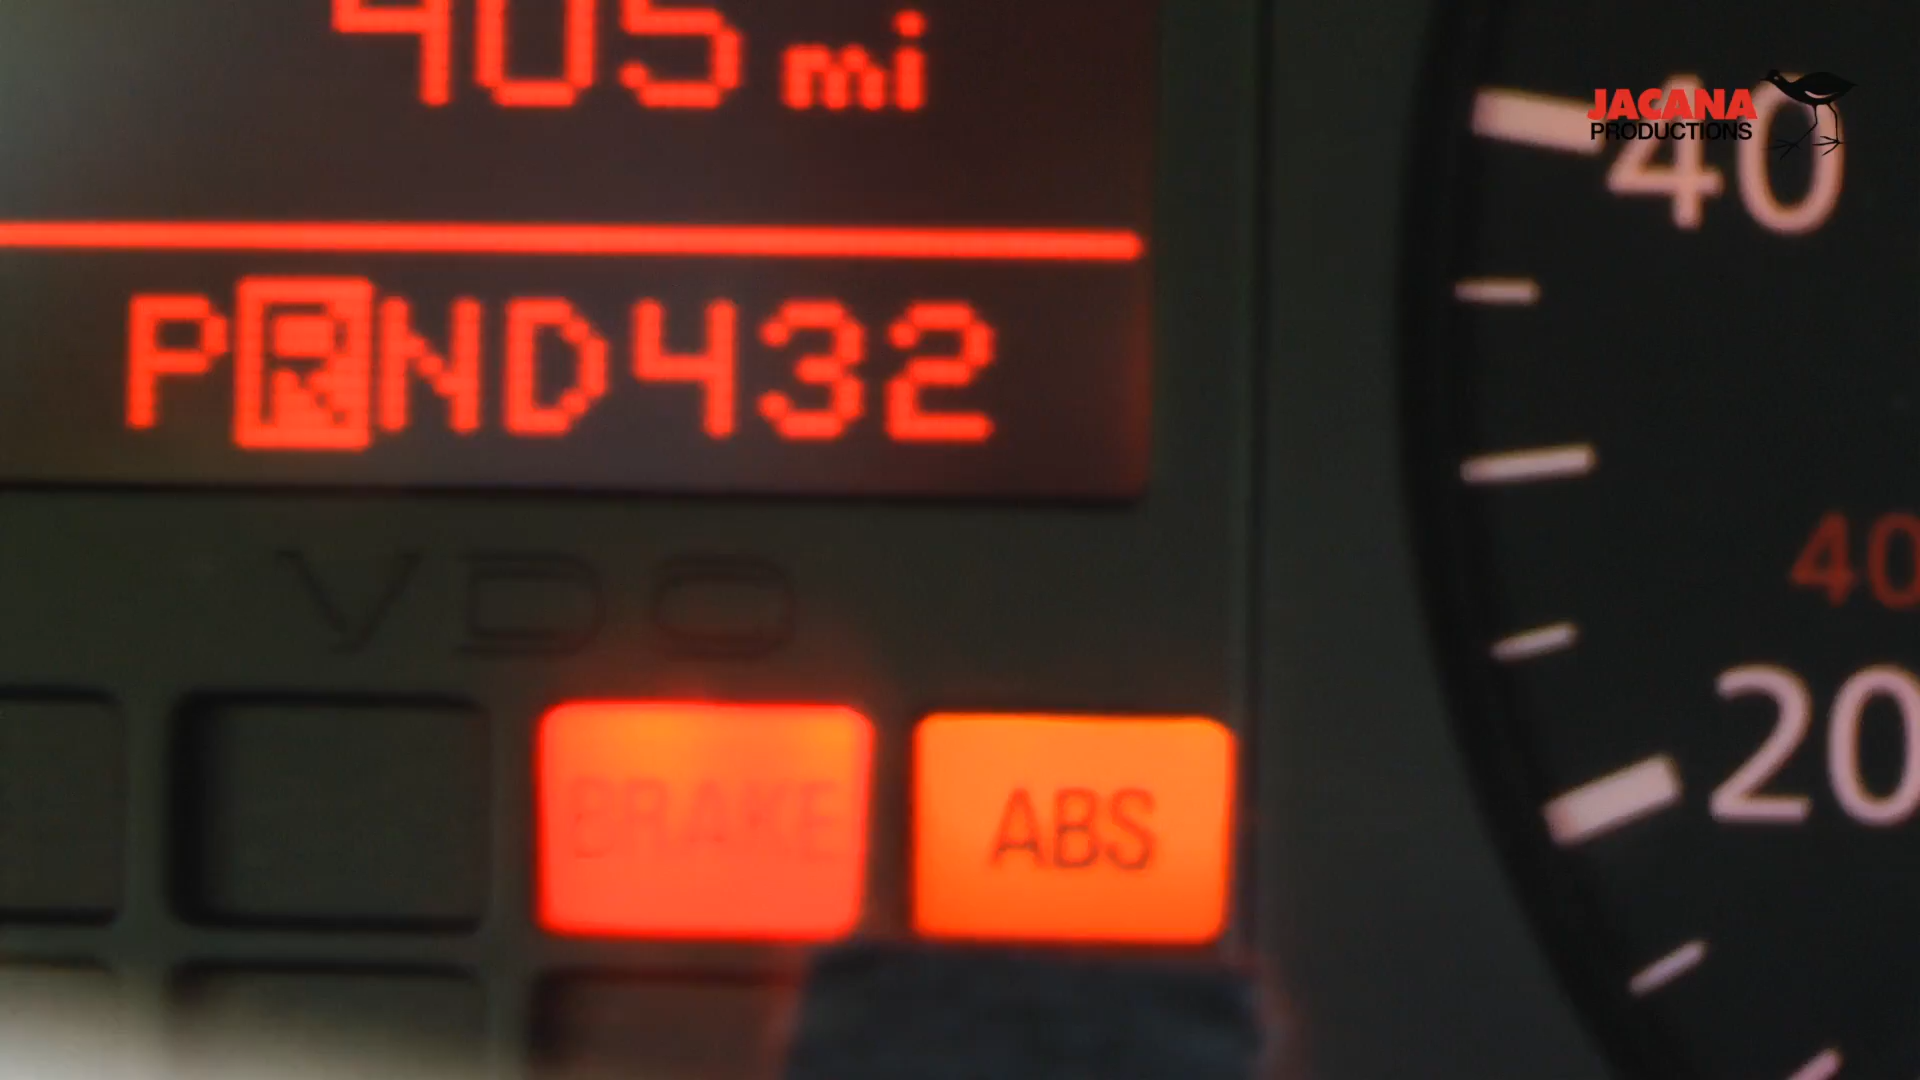 405 mi
PRND432
VDO
BRAKE
ABS
40
40
20
JACANA
PRODUCTIONS